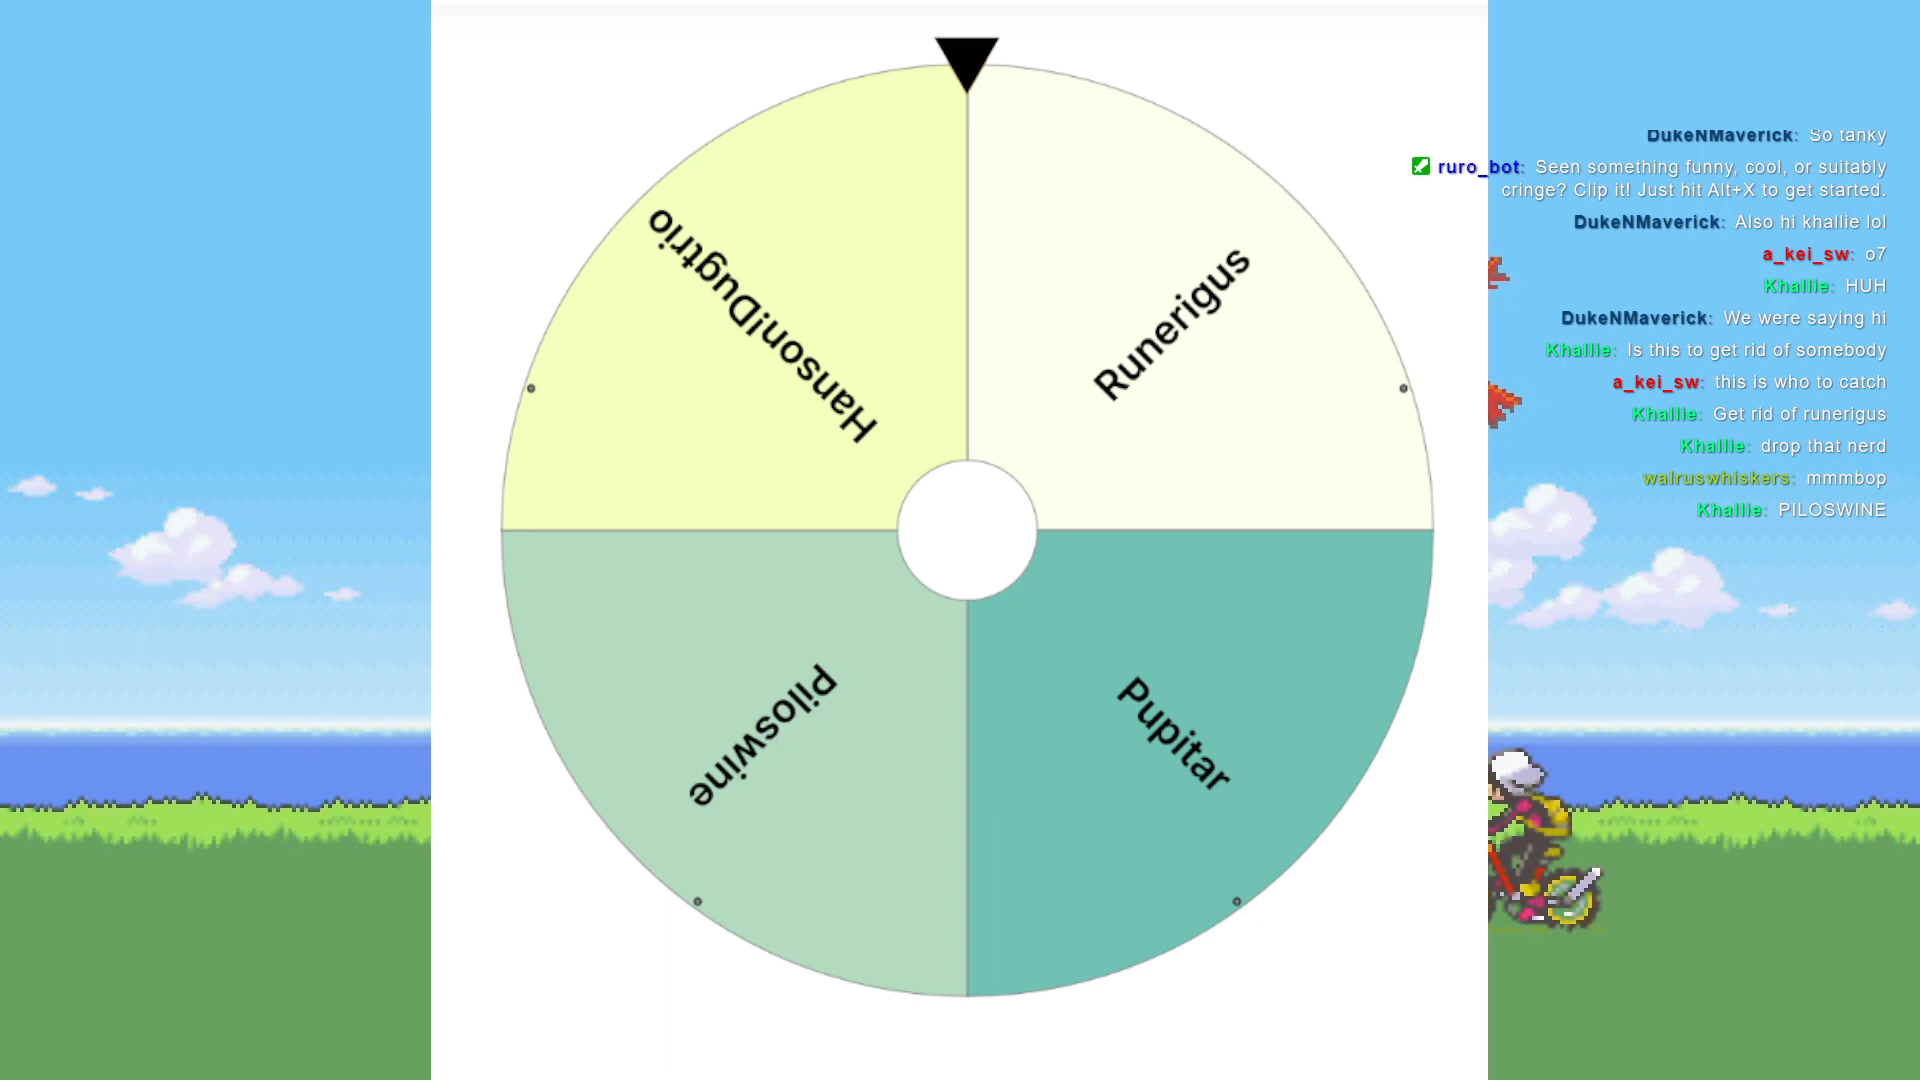 HansoniDugtrio
Runerigus
Piloswine
Pupitar
DukeNMaverick: So tanky
ruro_bot: Seen something funny, cool, or suitably
cringe? Clip it! Just hit Alt+X to get started.
DukeNMaverick: Also hi khallie lol
a_kei_sw: o7
Khallie: HUH
DukeNMaverick: We were saying hi
Khallie: Is this to get rid of somebody
a_kei_sw: this is who to catch
Khallie: Get rid of runerigus
Khallie: drop that nerd
walruswhiskers: mmmbop
Khallie: PILOSWINE